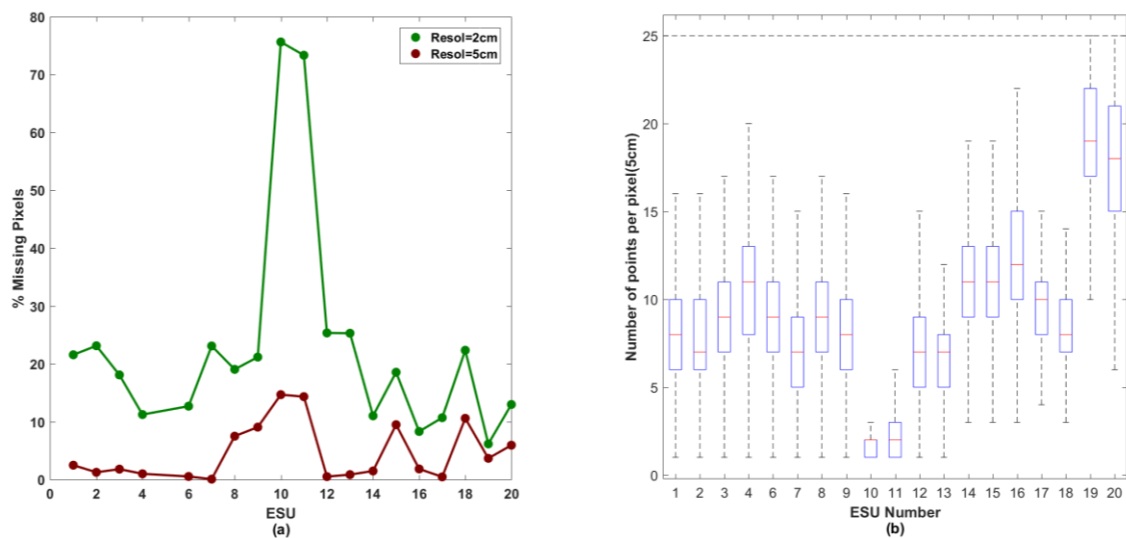 80
70
60
50
40
30
20
10
0
% Missing Pixels
Resol=2cm
Resol=5cm
0 2 4 6 8 10 12 14 16 18 20
ESU
(a)
25
20
15
10
5
0
Number of points per pixel(5cm)
1 2 3 4 6 7 8 9 10 11 12 13 14 15 16 17 18 19 20
ESU Number
(b)